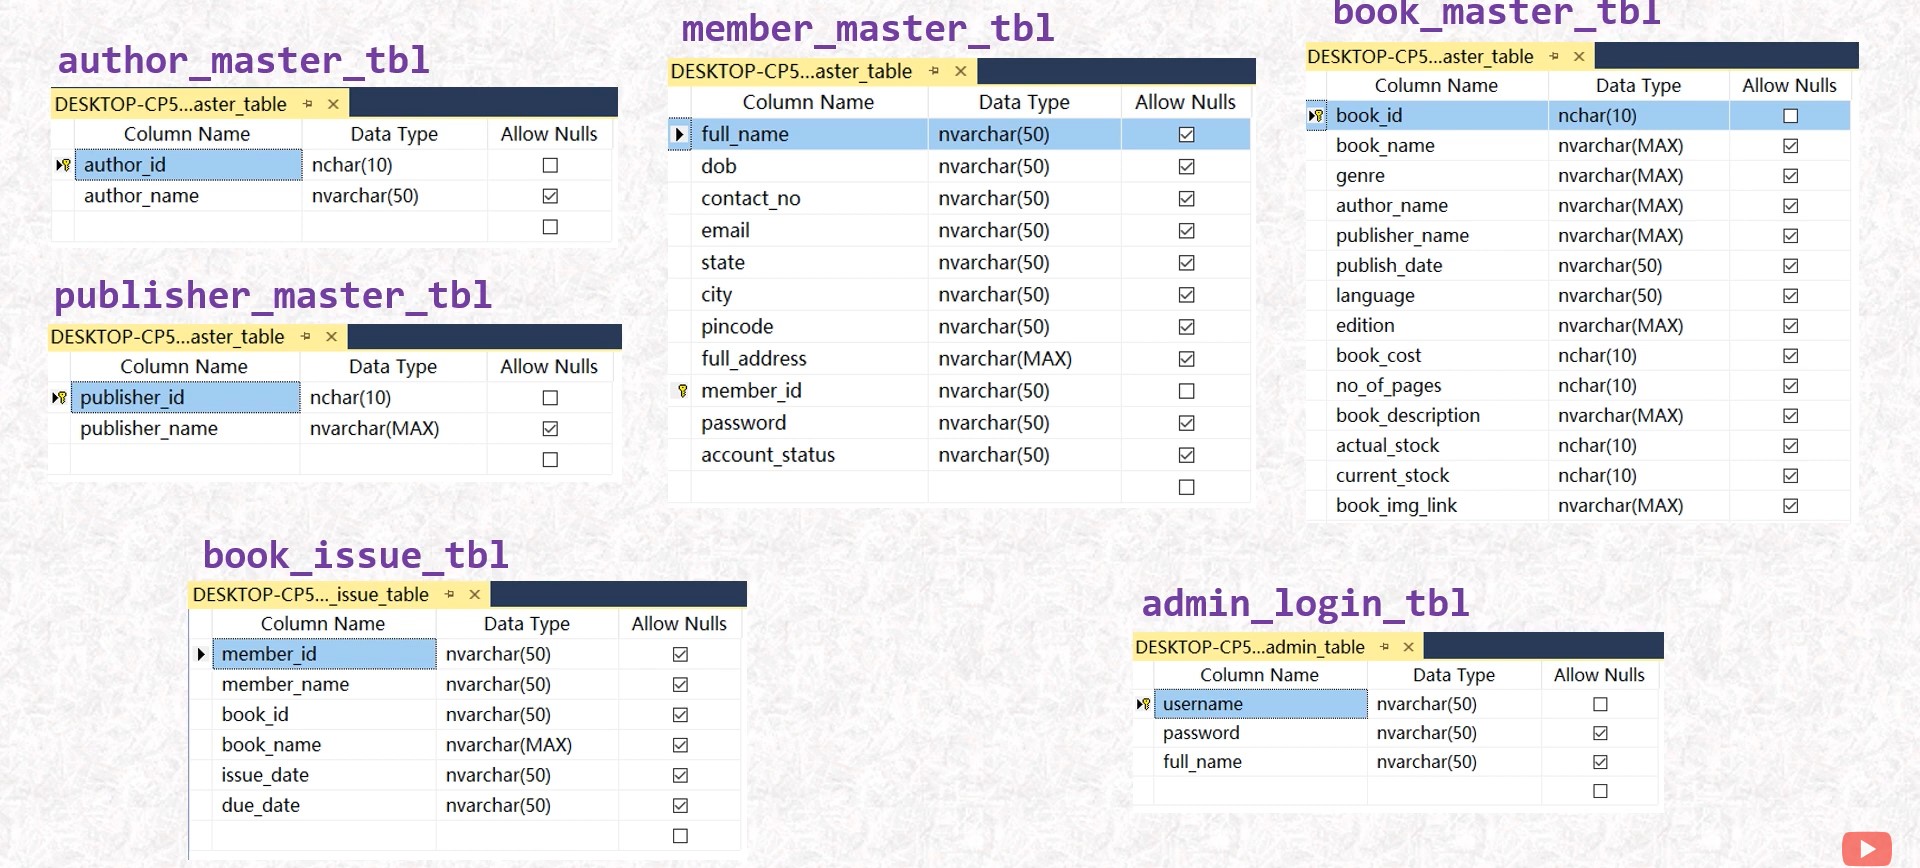 author_master_tbl
DESKTOP-CP5...aster_table
Column Name Data Type Allow Nulls
author_id nchar(10)
author_name nvarchar(50)
publisher_master_tbl
DESKTOP-CP5...aster_table
Column Name Data Type Allow Nulls
publisher_id nchar(10)
publisher_name nvarchar(MAX)
member_master_tbl
DESKTOP-CP5...aster_table
Column Name Data Type Allow Nulls
full_name nvarchar(50)
dob nvarchar(50)
contact_no nvarchar(50)
email nvarchar(50)
state nvarchar(50)
city nvarchar(50)
pincode nvarchar(50)
full_address nvarchar(MAX)
member_id nvarchar(50)
password nvarchar(50)
account_status nvarchar(50)
book_master_tbl
DESKTOP-CP5...aster_table
Column Name Data Type Allow Nulls
book_id nchar(10)
book_name nvarchar(MAX)
genre nvarchar(MAX)
author_name nvarchar(MAX)
publisher_name nvarchar(MAX)
publish_date nvarchar(50)
language nvarchar(50)
edition nvarchar(MAX)
book_cost nchar(10)
no_of_pages nchar(10)
book_description nvarchar(MAX)
actual_stock nchar(10)
current_stock nchar(10)
book_img_link nvarchar(MAX)
book_issue_tbl
DESKTOP-CP5..._issue_table
Column Name Data Type Allow Nulls
member_id nvarchar(50)
member_name nvarchar(50)
book_id nvarchar(50)
book_name nvarchar(MAX)
issue_date nvarchar(50)
due_date nvarchar(50)
admin_login_tbl
DESKTOP-CP5...admin_table
Column Name Data Type Allow Nulls
username nvarchar(50)
password nvarchar(50)
full_name nvarchar(50)